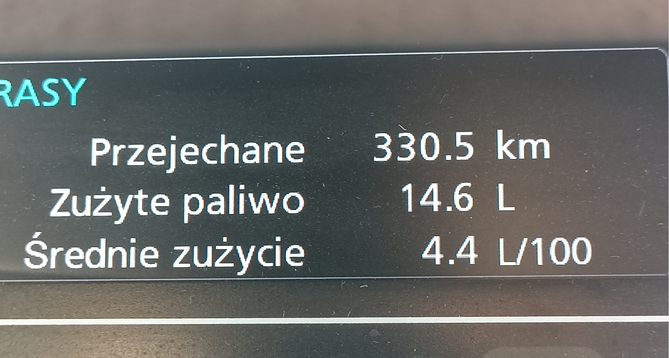 RASY
Przejechane 330.5 km
Zużyte paliwo 14.6 L
Średnie zużycie 4.4 L/100